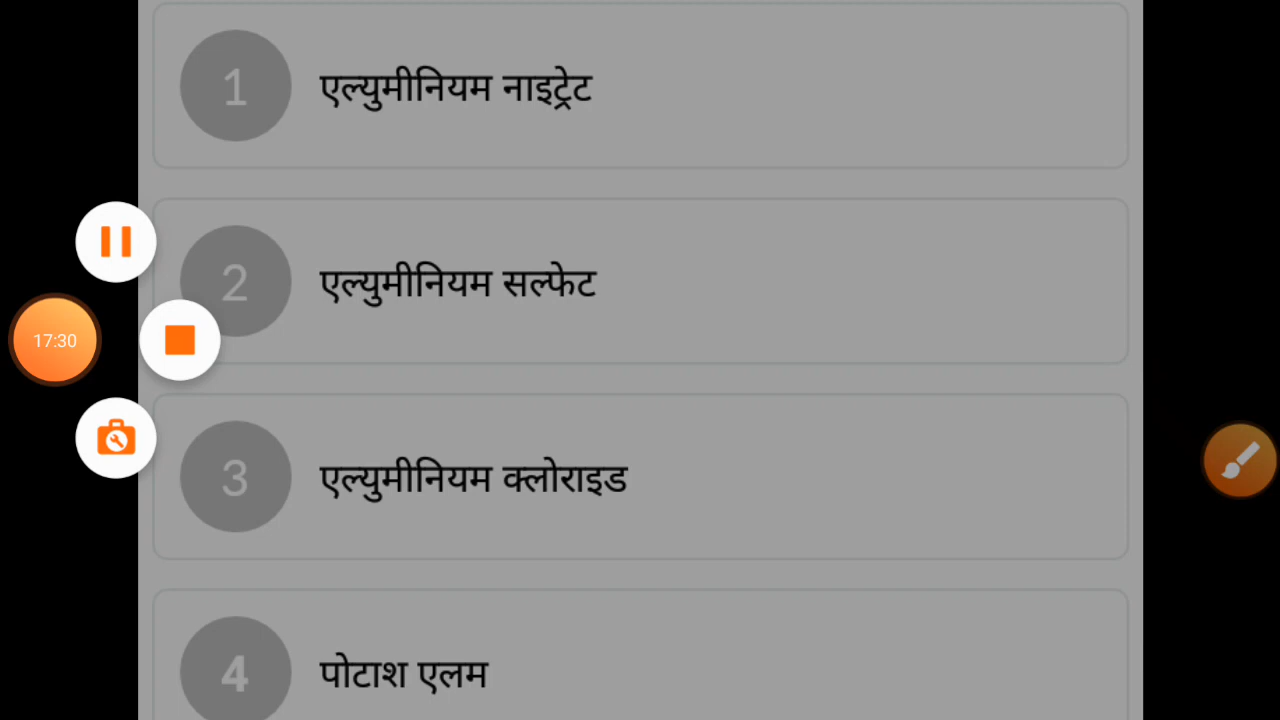 1
एल्युमीनियम नाइट्रेट
2
एल्युमीनियम सल्फेट
17:30
3
एल्युमीनियम क्लोराइड
4
पोटाश एलम